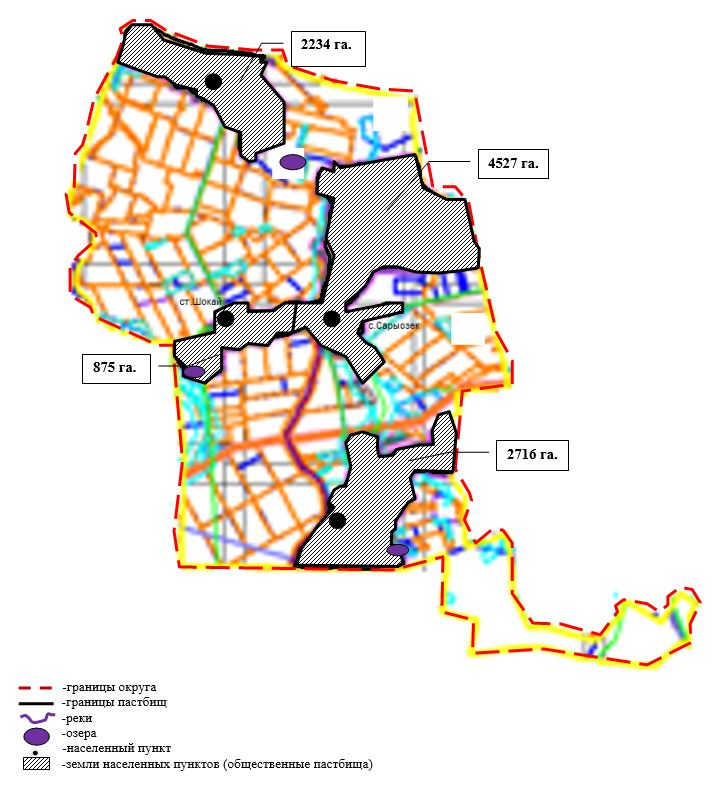 2234 га.
4527 га.
ст.Шокай
с.Сарыозек
875 га.
2716 га.
-границы округа
-границы пастбищ
-реки
-озера
-населенный пункт
-земли населенных пунктов (общественные пастбища)